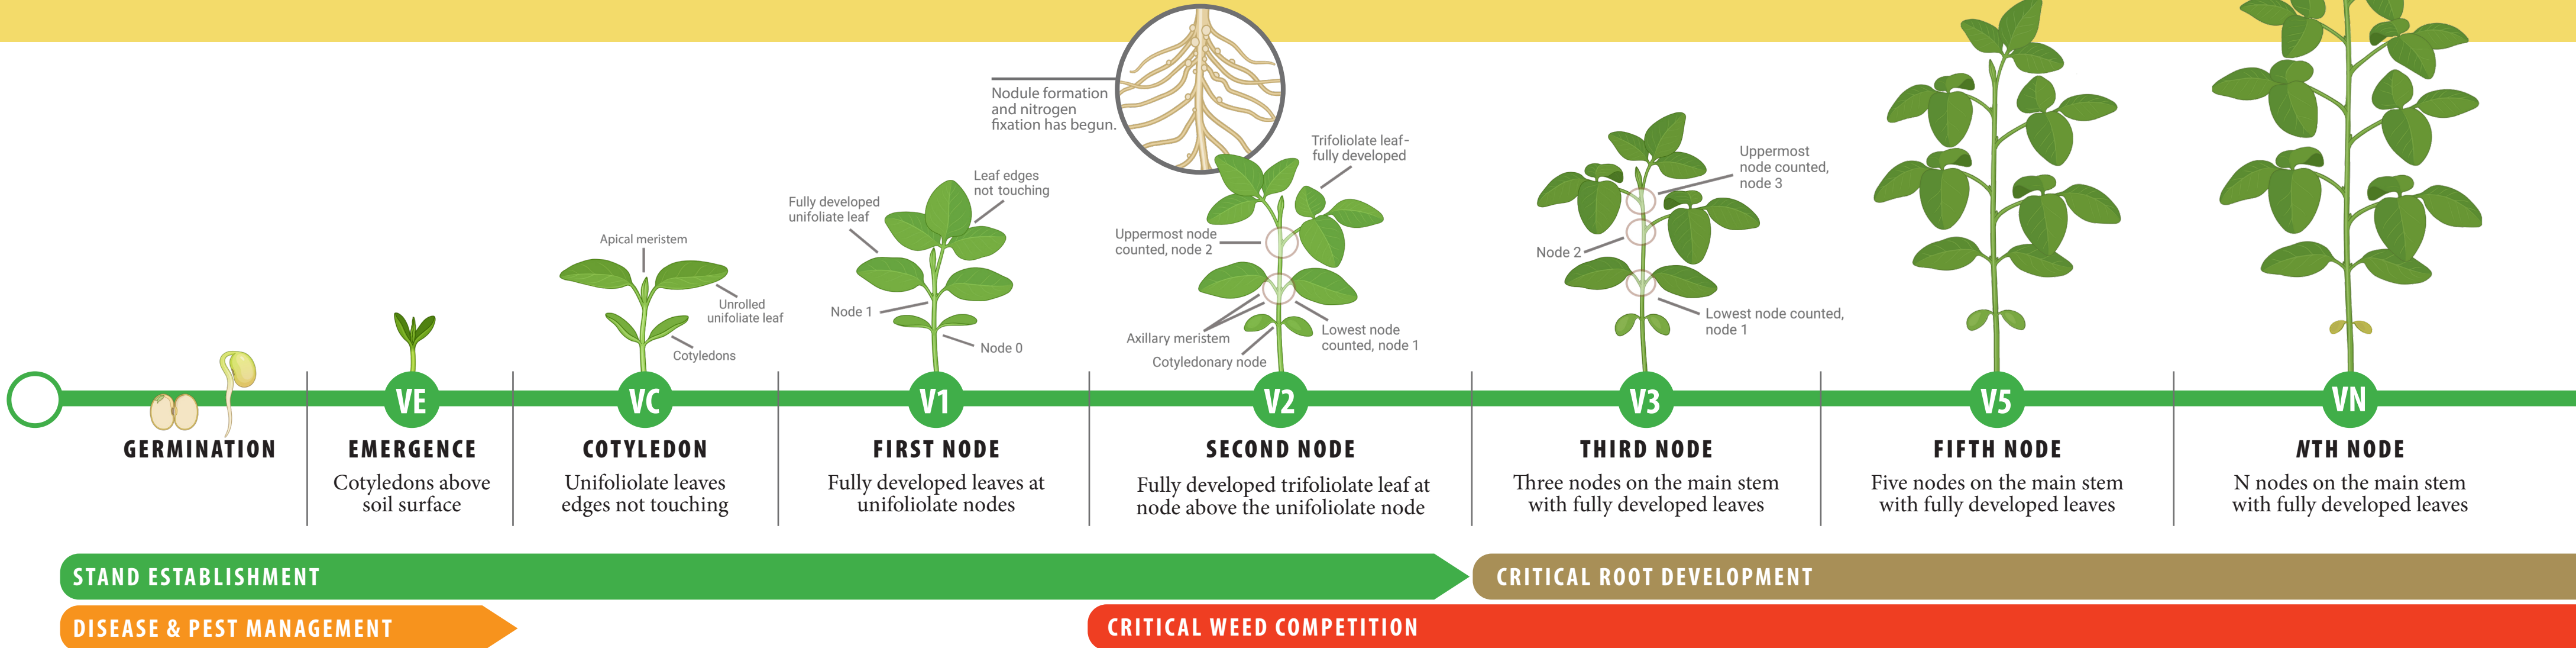 Nodule formation
and nitrogen
fixation has begun.
Apical meristem
Unrolled
unifoliate leaf
Cotyledons
Fully developed
unifoliate leaf
Leaf edges
not touching
Node 1
Node 0
Trifoliolate leaf-
fully developed
Uppermost node
counted, node 2
Axillary meristem
Cotyledonary node
Lowest node
counted, node 1
Uppermost
node counted,
node 3
Node 2
Lowest node counted,
node 1
GERMINATION
VE
EMERGENCE
Cotyledons above
soil surface
VC
COTYLEDON
Unifoliolate leaves
edges not touching
V1
FIRST NODE
Fully developed leaves at
unifoliolate nodes
V2
SECOND NODE
Fully developed trifoliolate leaf at
node above the unifoliolate node
V3
THIRD NODE
Three nodes on the main stem
with fully developed leaves
V5
FIFTH NODE
Five nodes on the main stem
with fully developed leaves
VN
NTH NODE
N nodes on the main stem
with fully developed leaves
STAND ESTABLISHMENT
CRITICAL ROOT DEVELOPMENT
DISEASE & PEST MANAGEMENT
CRITICAL WEED COMPETITION